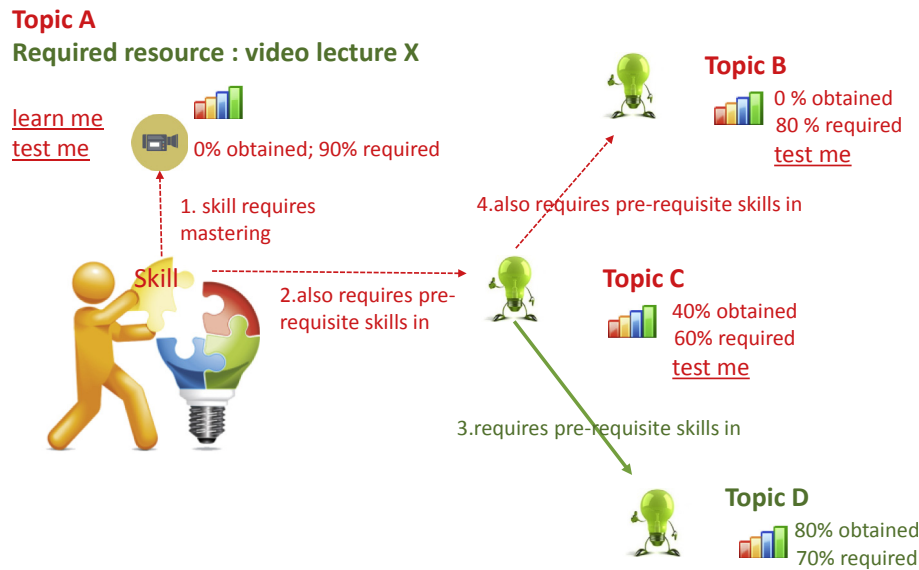 Topic A
Required resource : video lecture X
learn me
test me
0% obtained; 90% required
1. skill requires
mastering
Skill
2.also requires pre-
requisite skills in
Topic B
0 % obtained
80 % required
test me
4.also requires pre-requisite skills in
Topic C
40% obtained
60% required
test me
3.requires pre-requisite skills in
Topic D
80% obtained
70% required